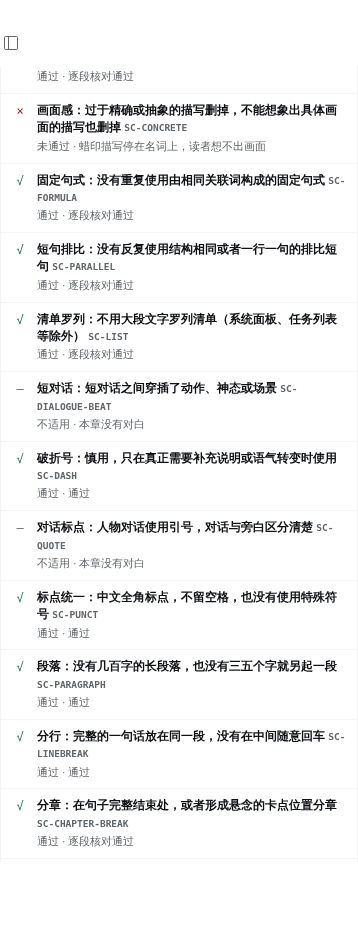 通过 · 逐段核对通过
× 画面感：过于精确或抽象的描写删掉，不能想象出具体画
面的描写也删掉 SC-CONCRETE
未通过 · 蜡印描写停在名词上，读者想不出画面
√ 固定句式：没有重复使用由相同关联词构成的固定句式 SC-
FORMULA
通过 · 逐段核对通过
√ 短句排比：没有反复使用结构相同或者一行一句的排比短
句 SC-PARALLEL
通过 · 逐段核对通过
√ 清单罗列：不用大段文字罗列清单（系统面板、任务列表
等除外） SC-LIST
通过 · 逐段核对通过
— 短对话：短对话之间穿插了动作、神态或场景 SC-
DIALOGUE-BEAT
不适用 · 本章没有对白
√ 破折号：慎用，只在真正需要补充说明或语气转变时使用
SC-DASH
通过 · 通过
— 对话标点：人物对话使用引号，对话与旁白区分清楚 SC-
QUOTE
不适用 · 本章没有对白
√ 标点统一：中文全角标点，不留空格，也没有使用特殊符
号 SC-PUNCT
通过 · 通过
√ 段落：没有几百字的长段落，也没有三五个字就另起一段
SC-PARAGRAPH
通过 · 通过
√ 分行：完整的一句话放在同一段，没有在中间随意回车 SC-
LINEBREAK
通过 · 通过
√ 分章：在句子完整结束处，或者形成悬念的卡点位置分章
SC-CHAPTER-BREAK
通过 · 逐段核对通过